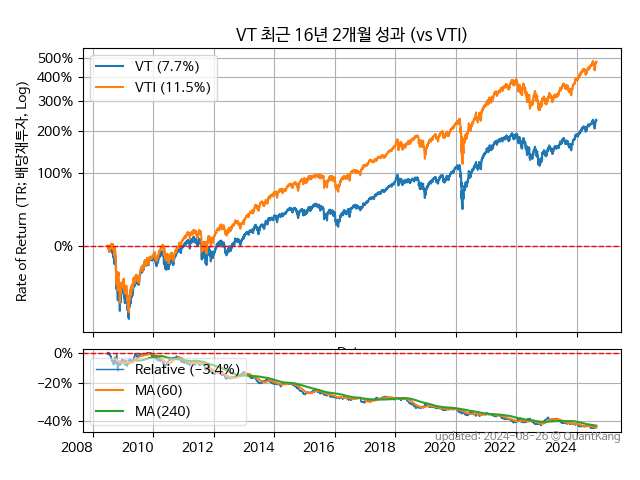 VT 최근 16년 2개월 성과 (vs VTI)
Rate of Return (TR: 배당재투자, Log)
500%
400%
300%
200%
100%
0%
VT (7.7%)
VTI (11.5%)
0%
−20%
−40%
Relative (−3.4%)
MA(60)
MA(240)
2008 2010 2012 2014 2016 2018 2020 2022 2024
updated: 2024-08-26 © QuantKang